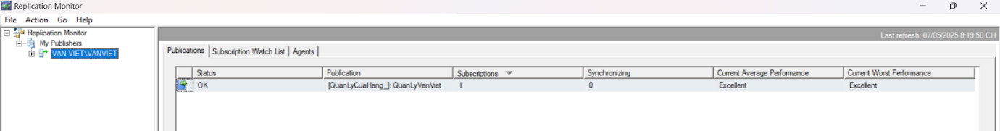 Replication Monitor
File Action Go Help
Replication Monitor
My Publishers
VAN-VIET\VANVIET
Last refresh: 07/05/2025 8:19:50 CH
Publications Subscription Watch List Agents
Status Publication Subscriptions Synchronizing Current Average Performance Current Worst Performance
OK [QuanLyCuaHang_]: QuanLyVanViet 1 0 Excellent Excellent